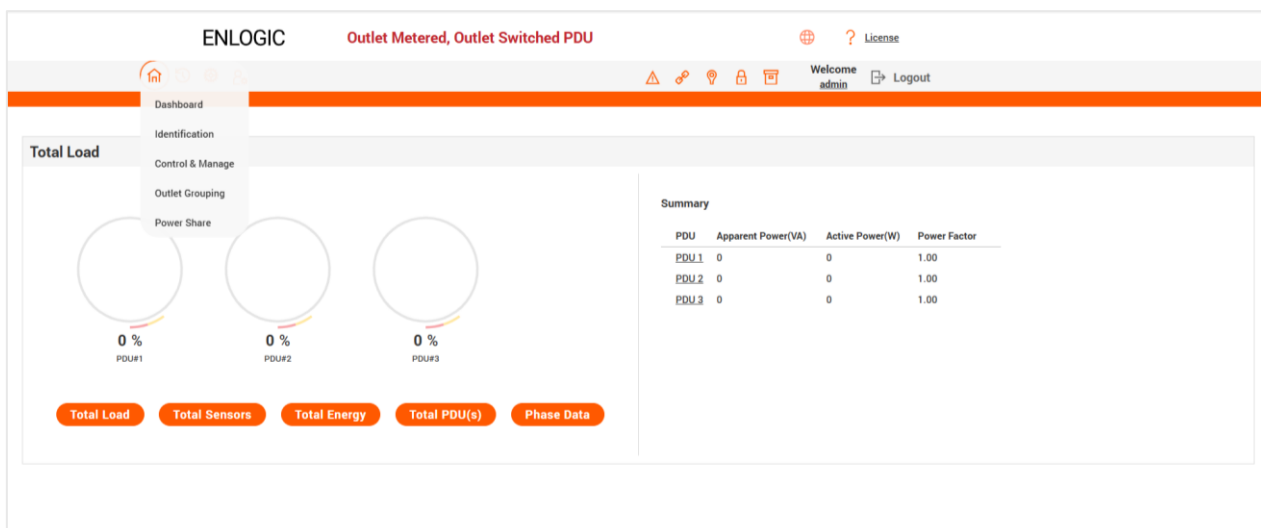 ENLOGIC Outlet Metered, Outlet Switched PDU ? License
Welcome
admin
Logout
Dashboard
Identification
Control & Manage
Outlet Grouping
Power Share
Total Load
0 %
PDU#1
0 %
PDU#2
0 %
PDU#3
Total Load Total Sensors Total Energy Total PDU(s) Phase Data
Summary
PDU Apparent Power(VA) Active Power(W) Power Factor
PDU 1 0 0 1.00
PDU 2 0 0 1.00
PDU 3 0 0 1.00